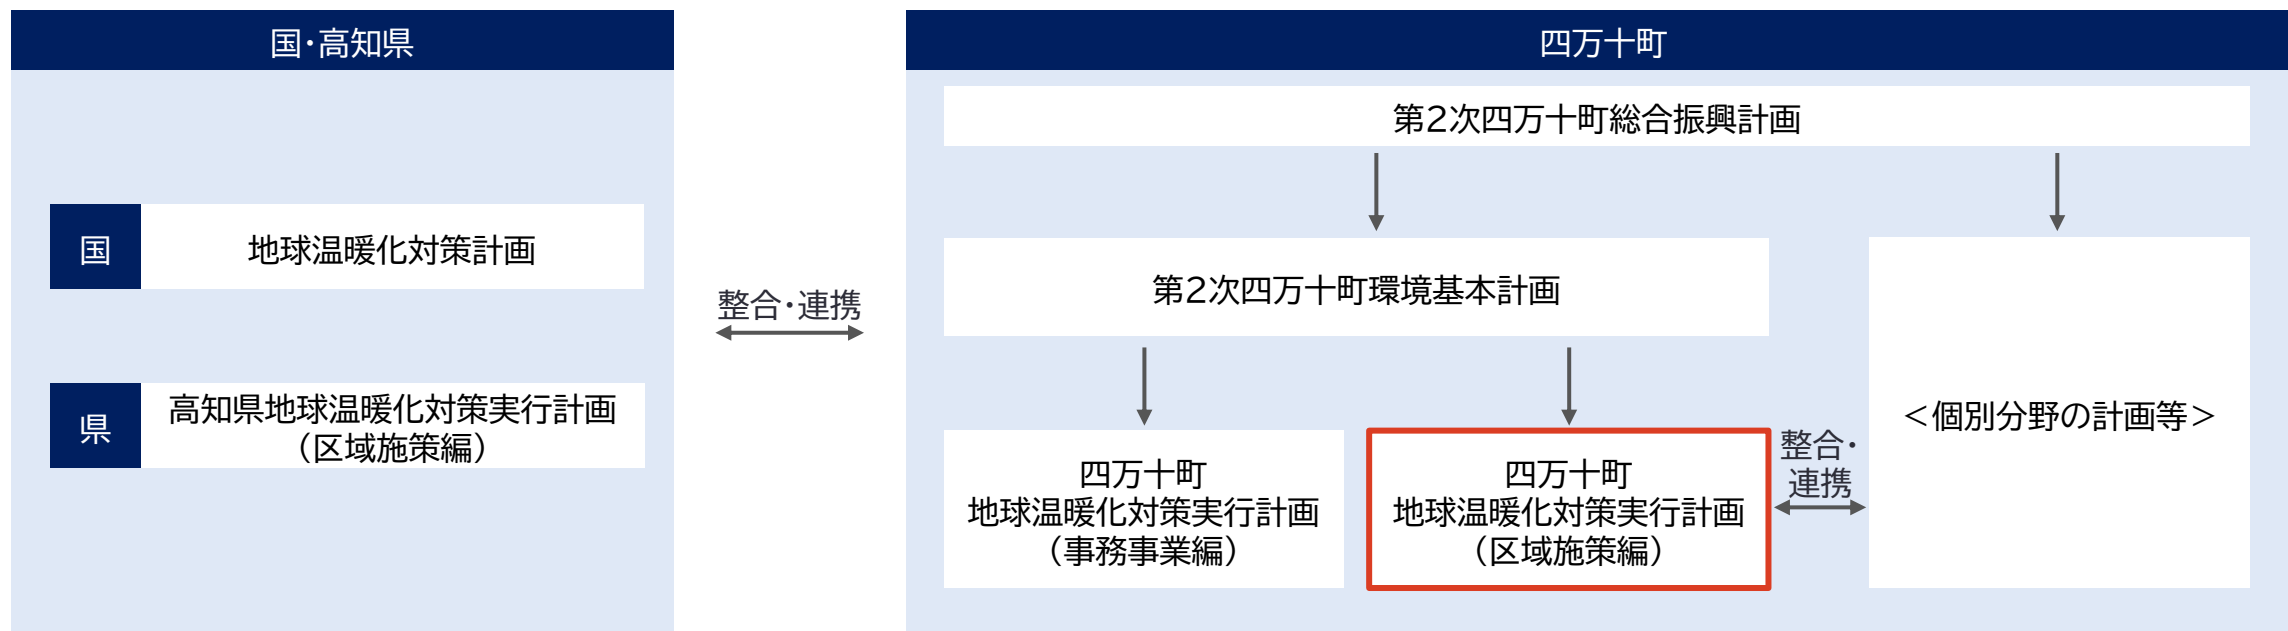 国・高知県
国
地球温暖化対策計画
県
高知県地球温暖化対策実行計画
（区域施策編）
整合・連携
四万十町
第2次四万十町総合振興計画
第2次四万十町環境基本計画
四万十町
地球温暖化対策実行計画
（事務事業編）
四万十町
地球温暖化対策実行計画
（区域施策編）
整合・
連携
＜個別分野の計画等＞